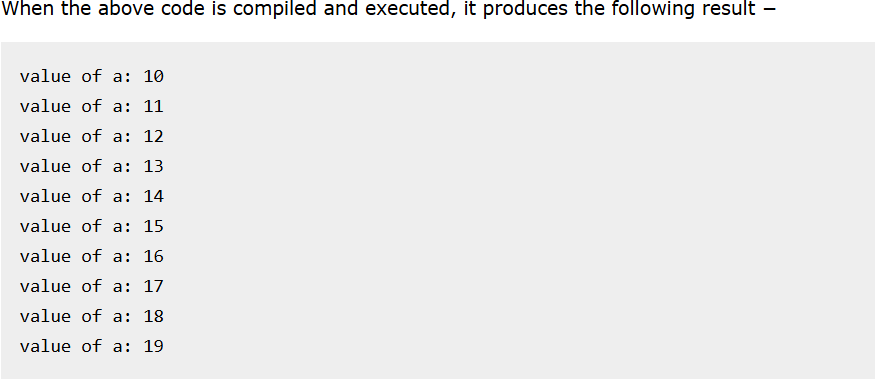 When the above code is compiled and executed, it produces the following result −
value of a: 10
value of a: 11
value of a: 12
value of a: 13
value of a: 14
value of a: 15
value of a: 16
value of a: 17
value of a: 18
value of a: 19